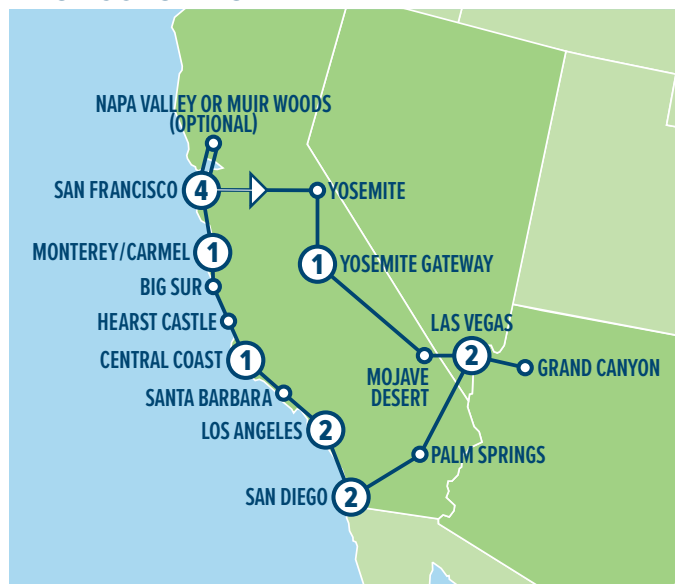 NAPA VALLEY OR MUIR WOODS
(OPTIONAL)
SAN FRANCISCO
4
YOSEMITE
MONTEREY/CARMEL
1
1
YOSEMITE GATEWAY
BIG SUR
HEARST CASTLE
LAS VEGAS
CENTRAL COAST
1
2
GRAND CANYON
MOJAVE
DESERT
SANTA BARBARA
LOS ANGELES
2
PALM SPRINGS
SAN DIEGO
2